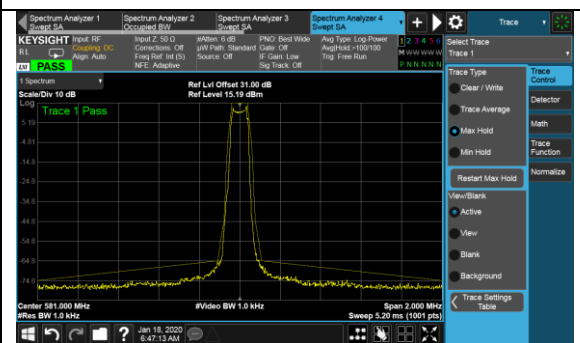 Spectrum Analyzer 1
Swept SA
Spectrum Analyzer 2
Occupied BW
Spectrum Analyzer 3
Swept SA
Spectrum Analyzer 4
Swept SA
Trace
KEYSIGHT
RL
PASS
Input: RF
Coupling: DC
Align: Auto
Input Z: 50 Ω
Corrections: Off
Freq Ref: Int (S)
NFE: Adaptive
#Atten: 6 dB
µW Path: Standard
Source: Off
PNO: Best Wide
Gate: Off
IF Gain: Low
Sig Track: Off
Avg Type: Log-Power
Avg|Hold:>100/100
Trig: Free Run
1 2 3 4 5 6
M W W W W W
P N N N N N
Select Trace
Trace 1
1 Spectrum
Scale/Div 10 dB
Ref Lvl Offset 31.00 dB
Ref Level 15.19 dBm
Log
Trace 1 Pass
5.19
-4.81
-14.8
-24.8
-34.8
-44.8
-54.8
-64.8
-74.8
Center 581.000 MHz
#Res BW 1.0 kHz
#Video BW 1.0 kHz
Span 2.000 MHz
Sweep 5.20 ms (1001 pts)
Trace Type
Clear / Write
Trace Average
Max Hold
Min Hold
Restart Max Hold
View/Blank
Active
View
Blank
Background
Trace Settings
Table
Trace
Control
Detector
Math
Trace
Function
Normalize
?
Jan 18, 2020
6:47:13 AM